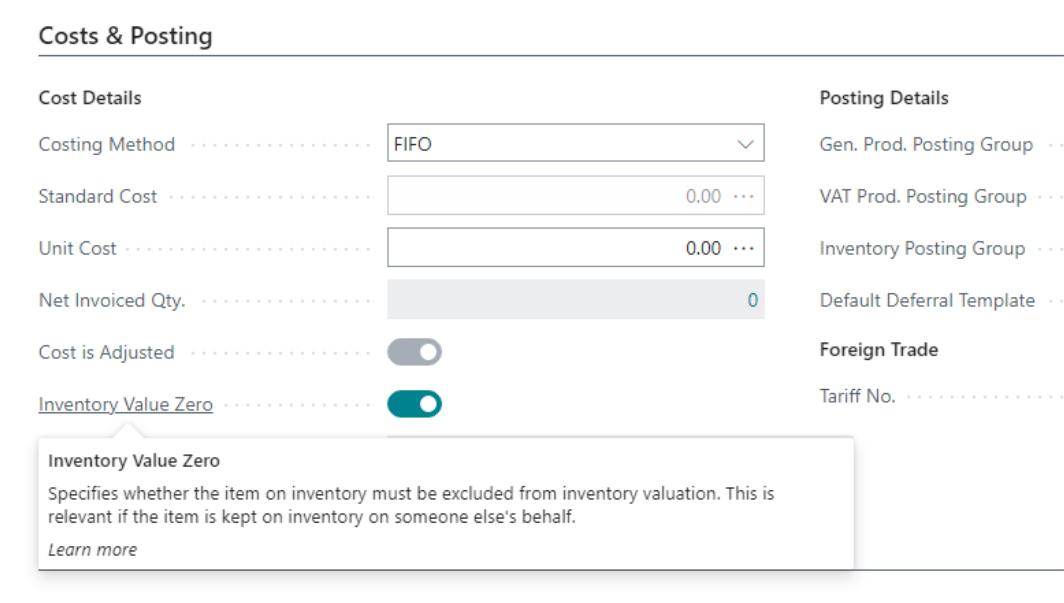 Costs & Posting
Cost Details
Costing Method
FIFO
Standard Cost
0.00
Unit Cost
0.00
Net Invoiced Qty.
0
Cost is Adjusted
Inventory Value Zero
Inventory Value Zero
Specifies whether the item on inventory must be excluded from inventory valuation. This is
relevant if the item is kept on inventory on someone else's behalf.
Learn more
Posting Details
Gen. Prod. Posting Group
VAT Prod. Posting Group
Inventory Posting Group
Default Deferral Template
Foreign Trade
Tariff No.